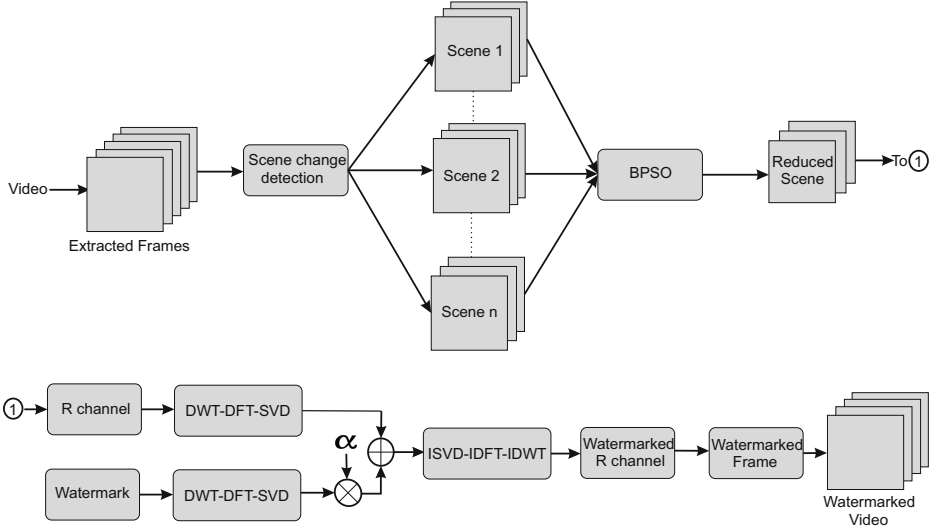 Video
Extracted Frames
Scene change
detection
Scene 1
Scene 2
Scene n
BPSO
Reduced
Scene
To 1
1
R channel
DWT-DFT-SVD
α
Watermark
DWT-DFT-SVD
ISVD-IDFT-IDWT
Watermarked
R channel
Watermarked
Frame
Watermarked
Video